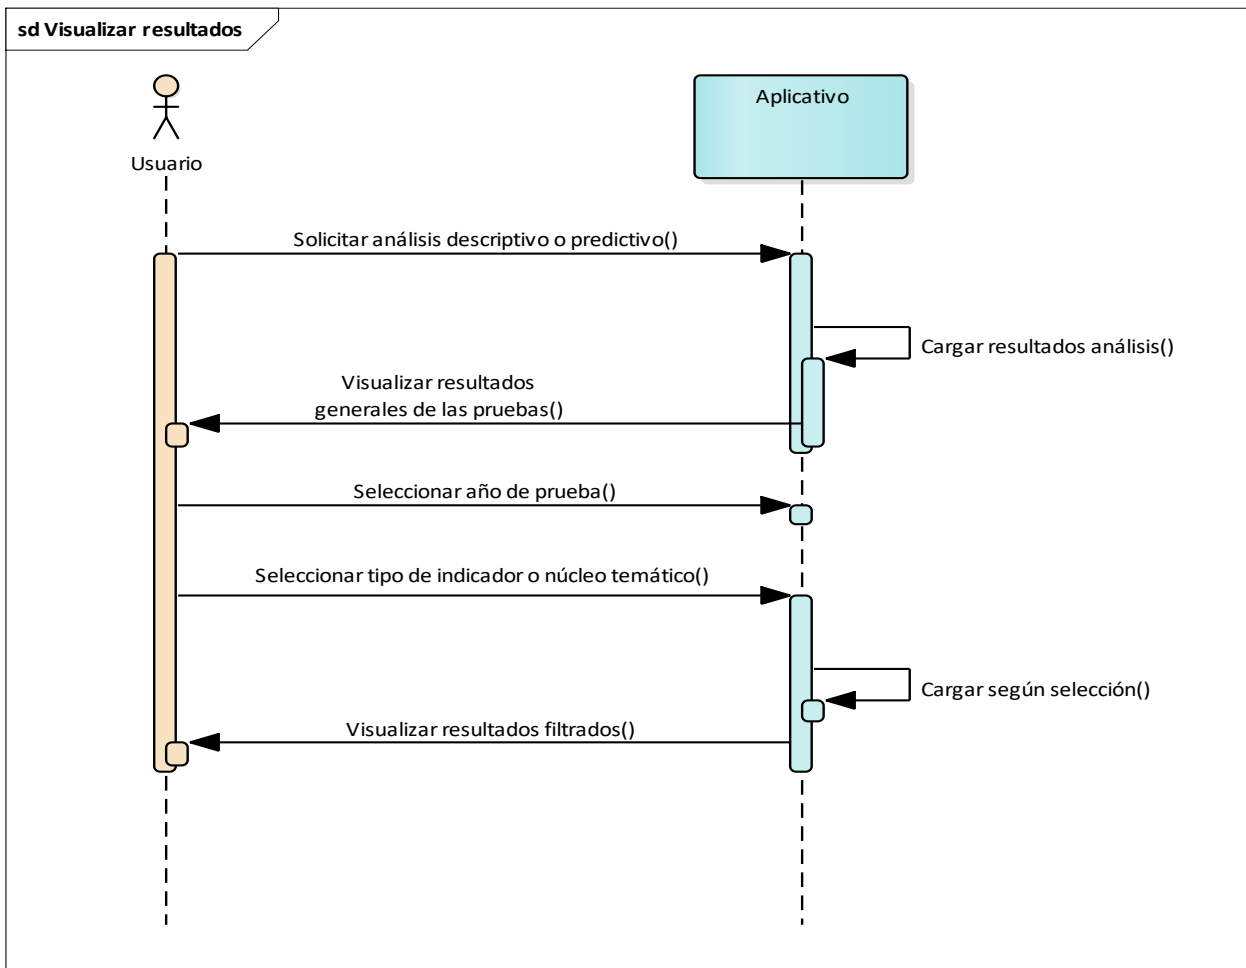 sd Visualizar resultados
Usuario
Aplicativo
Solicitar análisis descriptivo o predictivo()
Cargar resultados análisis()
Visualizar resultados
generales de las pruebas()
Seleccionar año de prueba()
Seleccionar tipo de indicador o núcleo temático()
Cargar según selección()
Visualizar resultados filtrados()